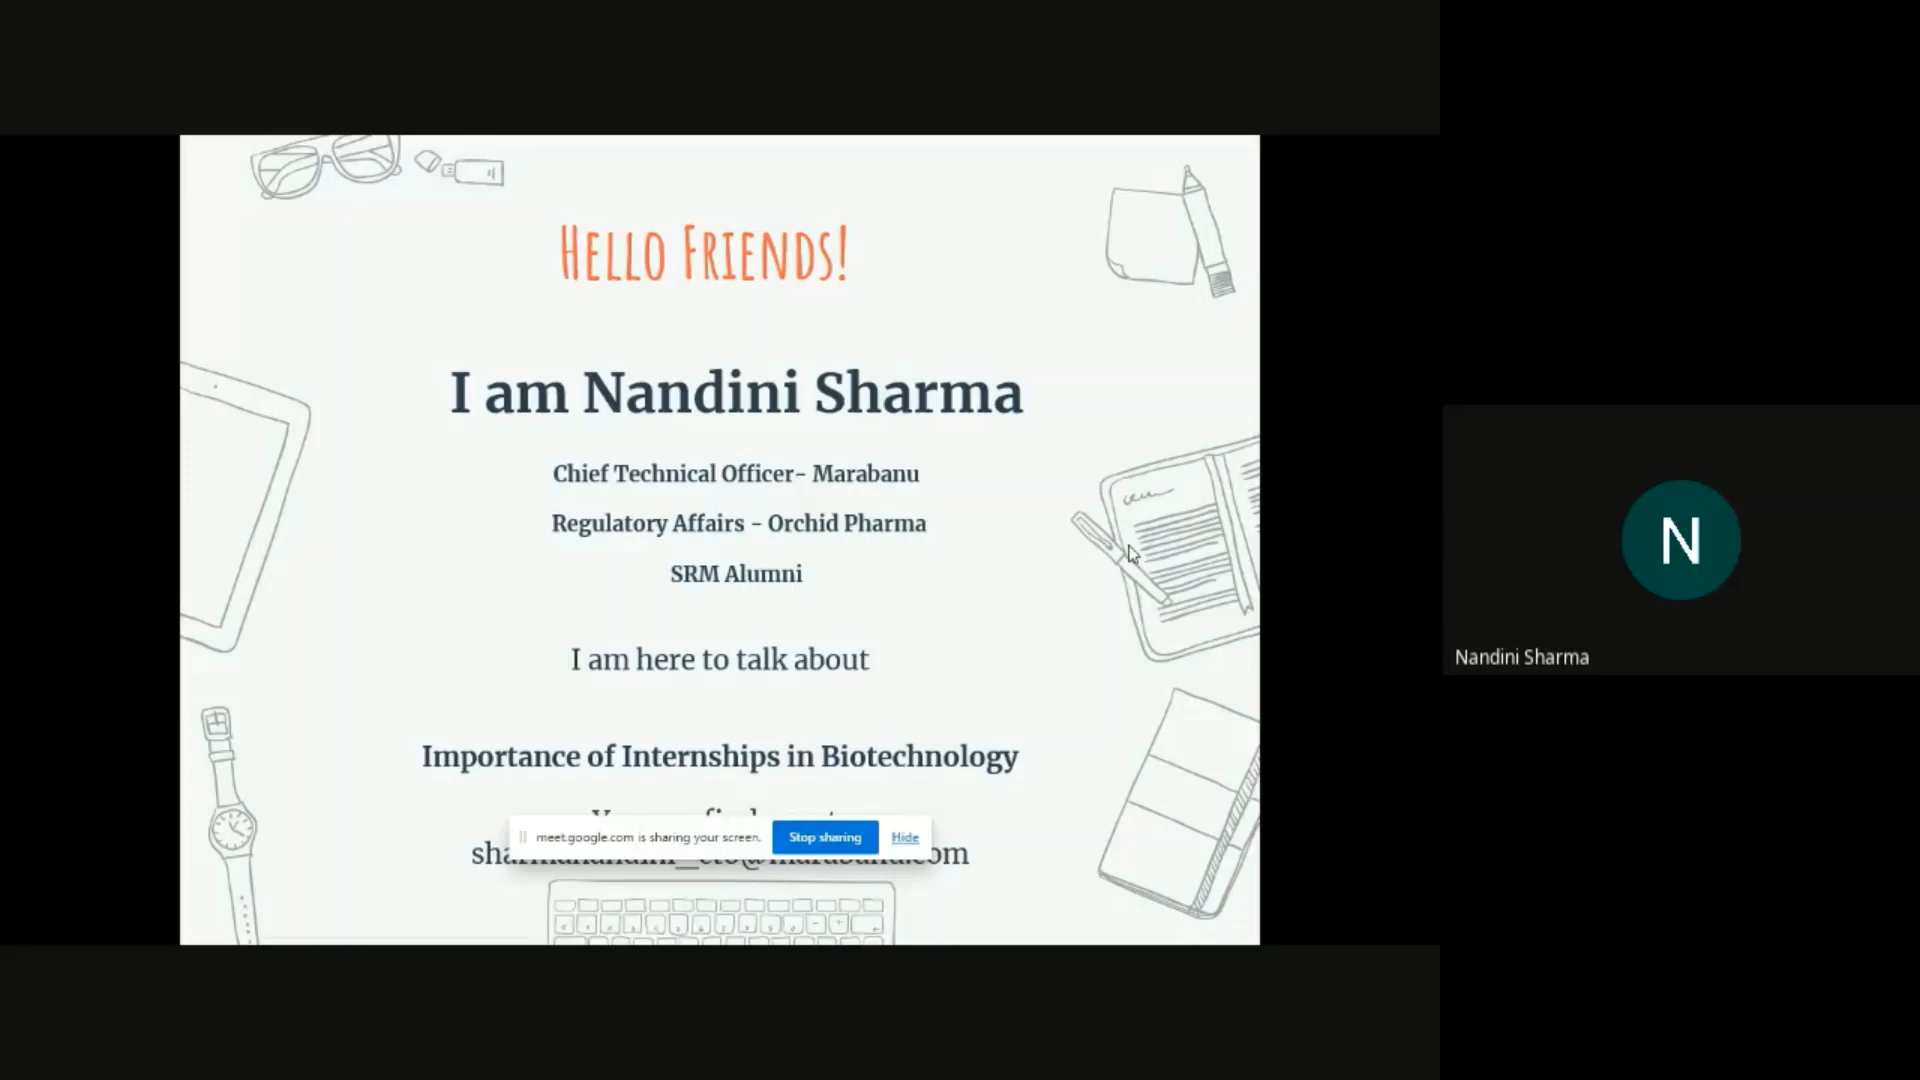 Hello Friends!
I am Nandini Sharma
Chief Technical Officer- Marabanu
Regulatory Affairs - Orchid Pharma
SRM Alumni
I am here to talk about
Importance of Internships in Biotechnology
meet.google.com is sharing your screen.
Stop sharing
Hide
N
Nandini Sharma